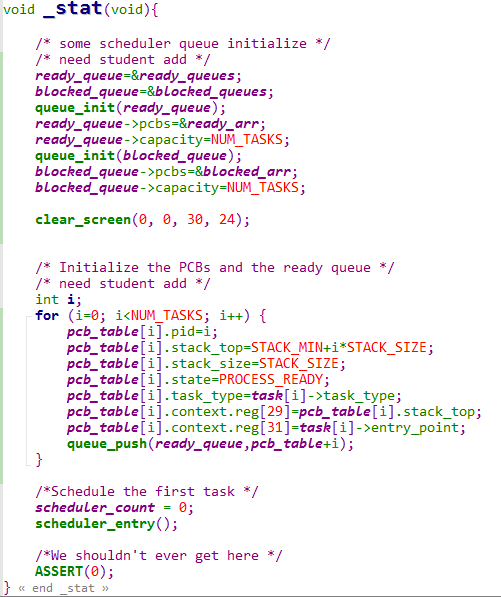 void _stat(void){
/* some scheduler queue initialize */
/* need student add */
ready_queue=&ready_queues;
blocked_queue=&blocked_queues;
queue_init(ready_queue);
ready_queue->pcbs=&ready_arr;
ready_queue->capacity=NUM_TASKS;
queue_init(blocked_queue);
blocked_queue->pcbs=&blocked_arr;
blocked_queue->capacity=NUM_TASKS;
clear_screen(0, 0, 30, 24);
/* Initialize the PCBs and the ready queue */
/* need student add */
int i;
for (i=0; i<NUM_TASKS; i++) {
pcb_table[i].pid=i;
pcb_table[i].stack_top=STACK_MIN+i*STACK_SIZE;
pcb_table[i].stack_size=STACK_SIZE;
pcb_table[i].state=PROCESS_READY;
pcb_table[i].task_type=task[i]->task_type;
pcb_table[i].context.reg[29]=pcb_table[i].stack_top;
pcb_table[i].context.reg[31]=task[i]->entry_point;
queue_push(ready_queue,pcb_table+i);
}
/*Schedule the first task */
scheduler_count = 0;
scheduler_entry();
/*We shouldn't ever get here */
ASSERT(0);
} « end _stat »